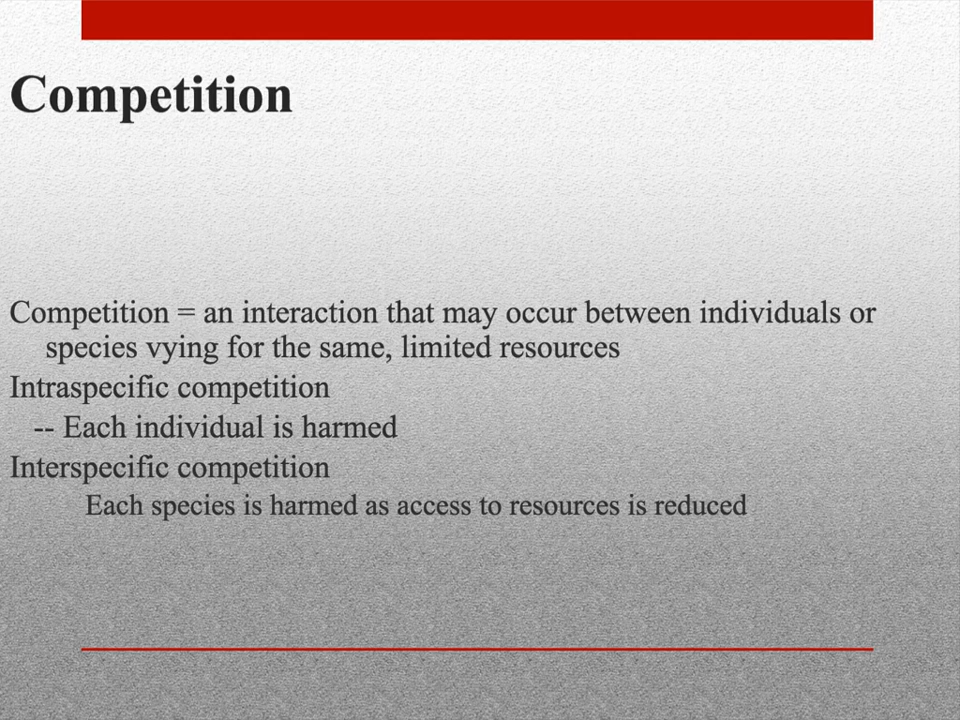 Competition
Competition = an interaction that may occur between individuals or
species vying for the same, limited resources
Intraspecific competition
-- Each individual is harmed
Interspecific competition
Each species is harmed as access to resources is reduced